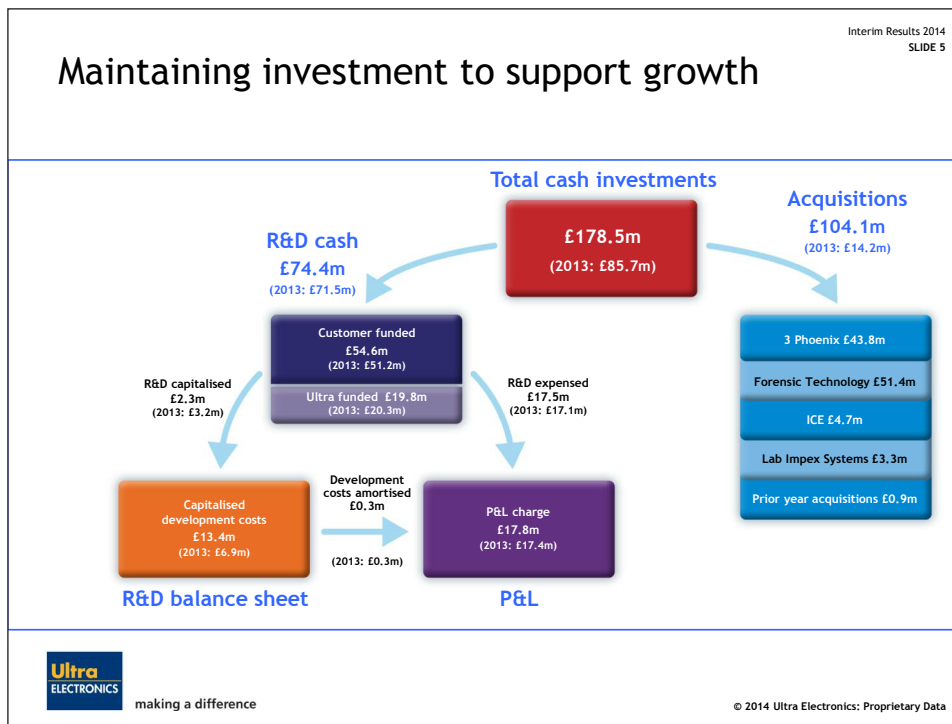 Interim Results 2014
SLIDE 5
Maintaining investment to support growth
Total cash investments
£178.5m
(2013: £85.7m)
Acquisitions
£104.1m
(2013: £14.2m)
R&D cash
£74.4m
(2013: £71.5m)
Customer funded
£54.6m
(2013: £51.2m)
Ultra funded £19.8m
(2013: £20.3m)
R&D capitalised
£2.3m
(2013: £3.2m)
R&D expensed
£17.5m
(2013: £17.1m)
3 Phoenix £43.8m
Forensic Technology £51.4m
ICE £4.7m
Lab Impex Systems £3.3m
Prior year acquisitions £0.9m
Capitalised
development costs
£13.4m
(2013: £6.9m)
Development
costs amortised
£0.3m
(2013: £0.3m)
P&L charge
£17.8m
(2013: £17.4m)
R&D balance sheet
P&L
Ultra
ELECTRONICS
making a difference
© 2014 Ultra Electronics: Proprietary Data